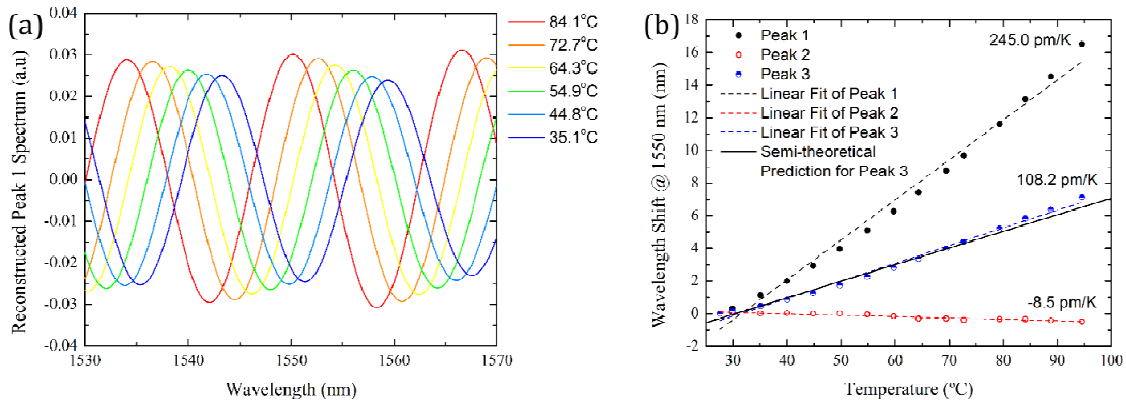 (a)
0.04
0.03
0.02
0.01
0.00
-0.01
-0.02
-0.03
-0.04
1530
1540
1550
1560
1570
Reconstructed Peak 1 Spectrum (a.u)
Wavelength (nm)
84.1°C
72.7°C
64.3°C
54.9°C
44.8°C
35.1°C
(b)
18
16
14
12
10
8
6
4
2
0
-2
30
40
50
60
70
80
90
100
Wavelength Shift @ 1550 nm (nm)
Temperature (°C)
Peak 1
Peak 2
Peak 3
Linear Fit of Peak 1
Linear Fit of Peak 2
Linear Fit of Peak 3
Semi-theoretical
Prediction for Peak 3
245.0 pm/K
108.2 pm/K
-8.5 pm/K